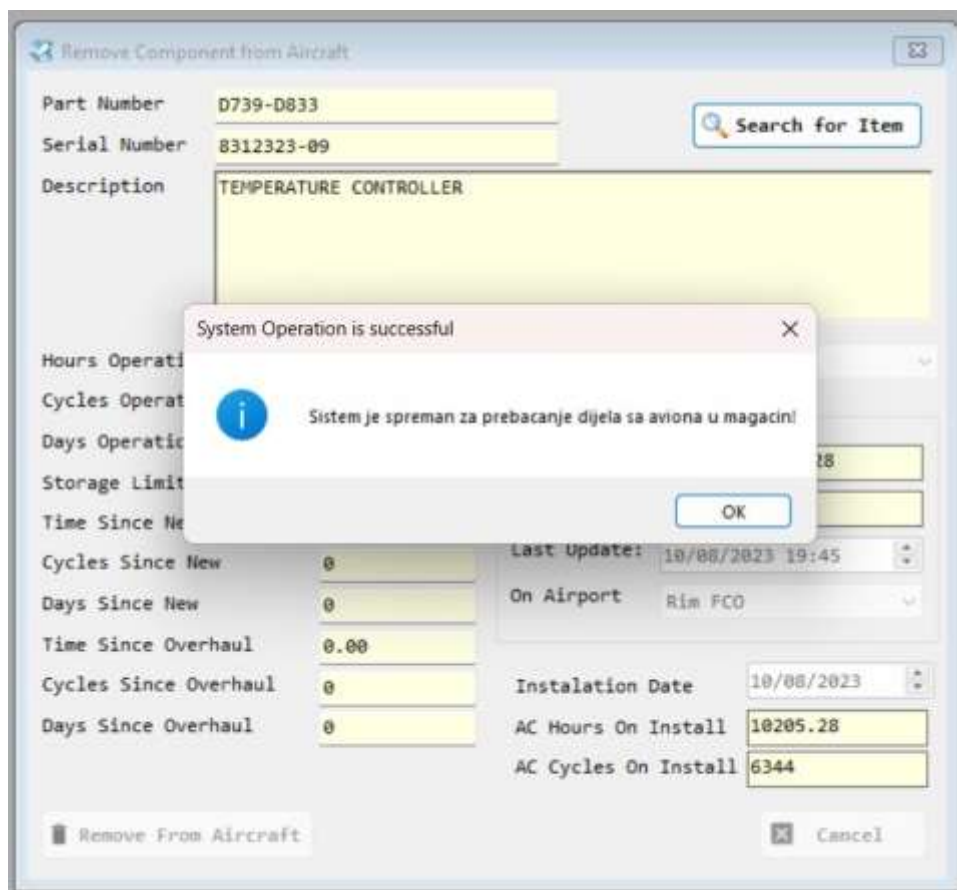 Remove Component from Aircraft
Part Number D739-D833
Search for Item
Serial Number 8312323-09
Description TEMPERATURE CONTROLLER
System Operation is successful
Hours Operati
Cycles Operat
Sistem je spreman za prebacanje dijela sa aviona u magacin!
Days Operatio
28
Storage Limit
OK
Time Since Ne
Last Update: 10/08/2023 19:45
Cycles Since New 0
On Airport Rim FCO
Days Since New 0
Time Since Overhaul 0.00
Cycles Since Overhaul 0
Instalation Date 10/08/2023
Days Since Overhaul 0
AC Hours On Install 10205.28
AC Cycles On Install 6344
Remove From Aircraft
Cancel